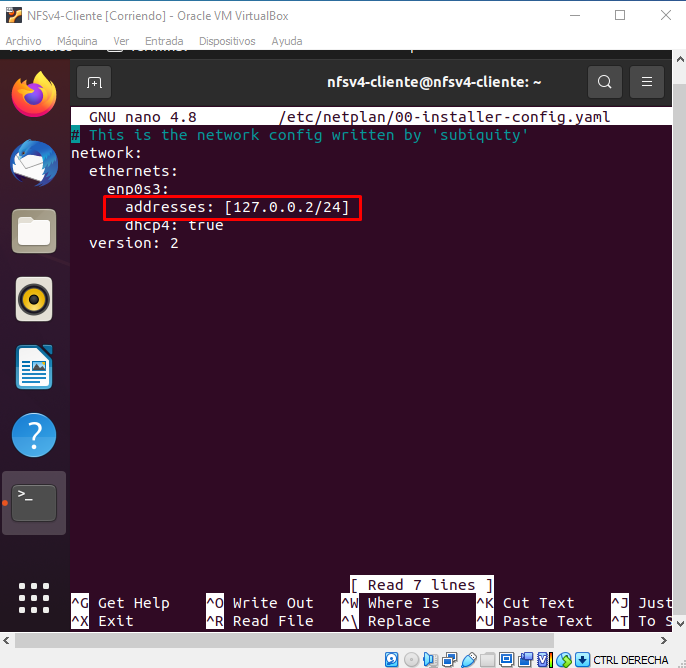 NFSv4-Cliente [Corriendo] - Oracle VM VirtualBox
Archivo Máquina Ver Entrada Dispositivos Ayuda
nfsv4-cliente@nfsv4-cliente: ~
GNU nano 4.8 /etc/netplan/00-installer-config.yaml
# This is the network config written by 'subiquity'
network:
ethernets:
enp0s3:
addresses: [127.0.0.2/24]
dhcp4: true
version: 2
[ Read 7 lines ]
^G Get Help ^O Write Out ^W Where Is ^K Cut Text ^J Just
^X Exit ^R Read File ^\ Replace ^U Paste Text ^T To S
CTRL DERECHA